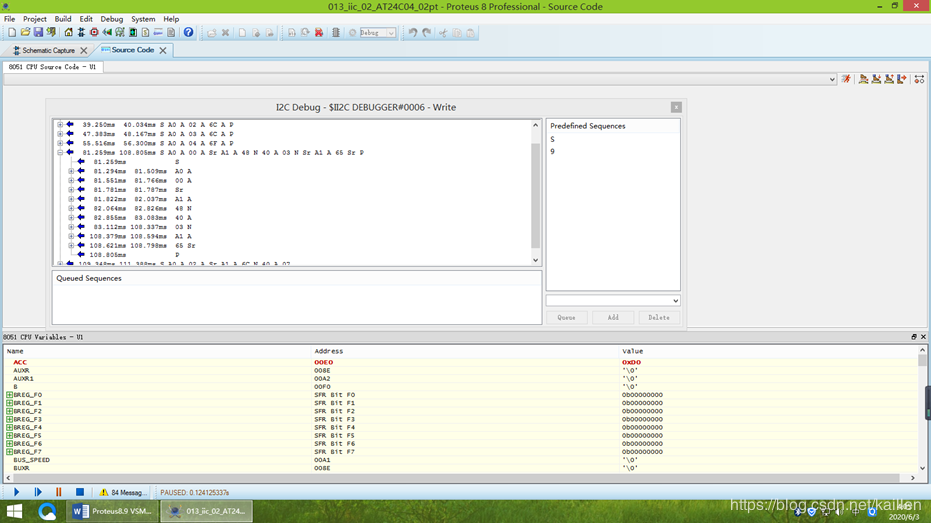 013_iic_02_AT24C04_02pt - Proteus 8 Professional - Source Code
File Project Build Edit Debug System Help
Debug
Schematic Capture Source Code
8051 CPU Source Code - U1
I2C Debug - $II2C DEBUGGER#0006 - Write
39.250ms 40.034ms S A0 A 02 A 6C A P
47.383ms 48.167ms S A0 A 03 A 6C A P
55.516ms 56.300ms S A0 A 04 A 6F A P
81.259ms 108.805ms S A0 A 00 A Sr A1 A 48 N 40 A 03 N Sr A1 A 65 Sr P
81.259ms S
81.294ms 81.509ms A0 A
81.551ms 81.766ms 00 A
81.781ms 81.787ms Sr
81.822ms 82.037ms A1 A
82.064ms 82.826ms 48 N
82.855ms 83.083ms 40 A
83.112ms 108.337ms 03 N
108.379ms 108.594ms A1 A
108.621ms 108.798ms 65 Sr
108.805ms P
109.348ms 111.388ms S A0 A 02 A Sr A1 A 6C N 40 A 07
Predefined Sequences
S
9
Queued Sequences
Queue Add Delete
8051 CPU Variables - U1
Name Address Value
ACC 00E0 0xD0
AUXR 008E '\0'
AUXR1 00A2 '\0'
B 00F0 '\0'
BREG_F0 SFR Bit F0 0b00000000
BREG_F1 SFR Bit F1 0b00000000
BREG_F2 SFR Bit F2 0b00000000
BREG_F3 SFR Bit F3 0b00000000
BREG_F4 SFR Bit F4 0b00000000
BREG_F5 SFR Bit F5 0b00000000
BREG_F6 SFR Bit F6 0b00000000
BREG_F7 SFR Bit F7 0b00000000
BUS_SPEED 00A1 '\0'
BUXR 008E '\0'
84 Messag... PAUSED: 0.124125337s
Proteus8.9 VSM... 013_iic_02_AT24...
https://blog.csdn.net/kaiken
2020/6/3